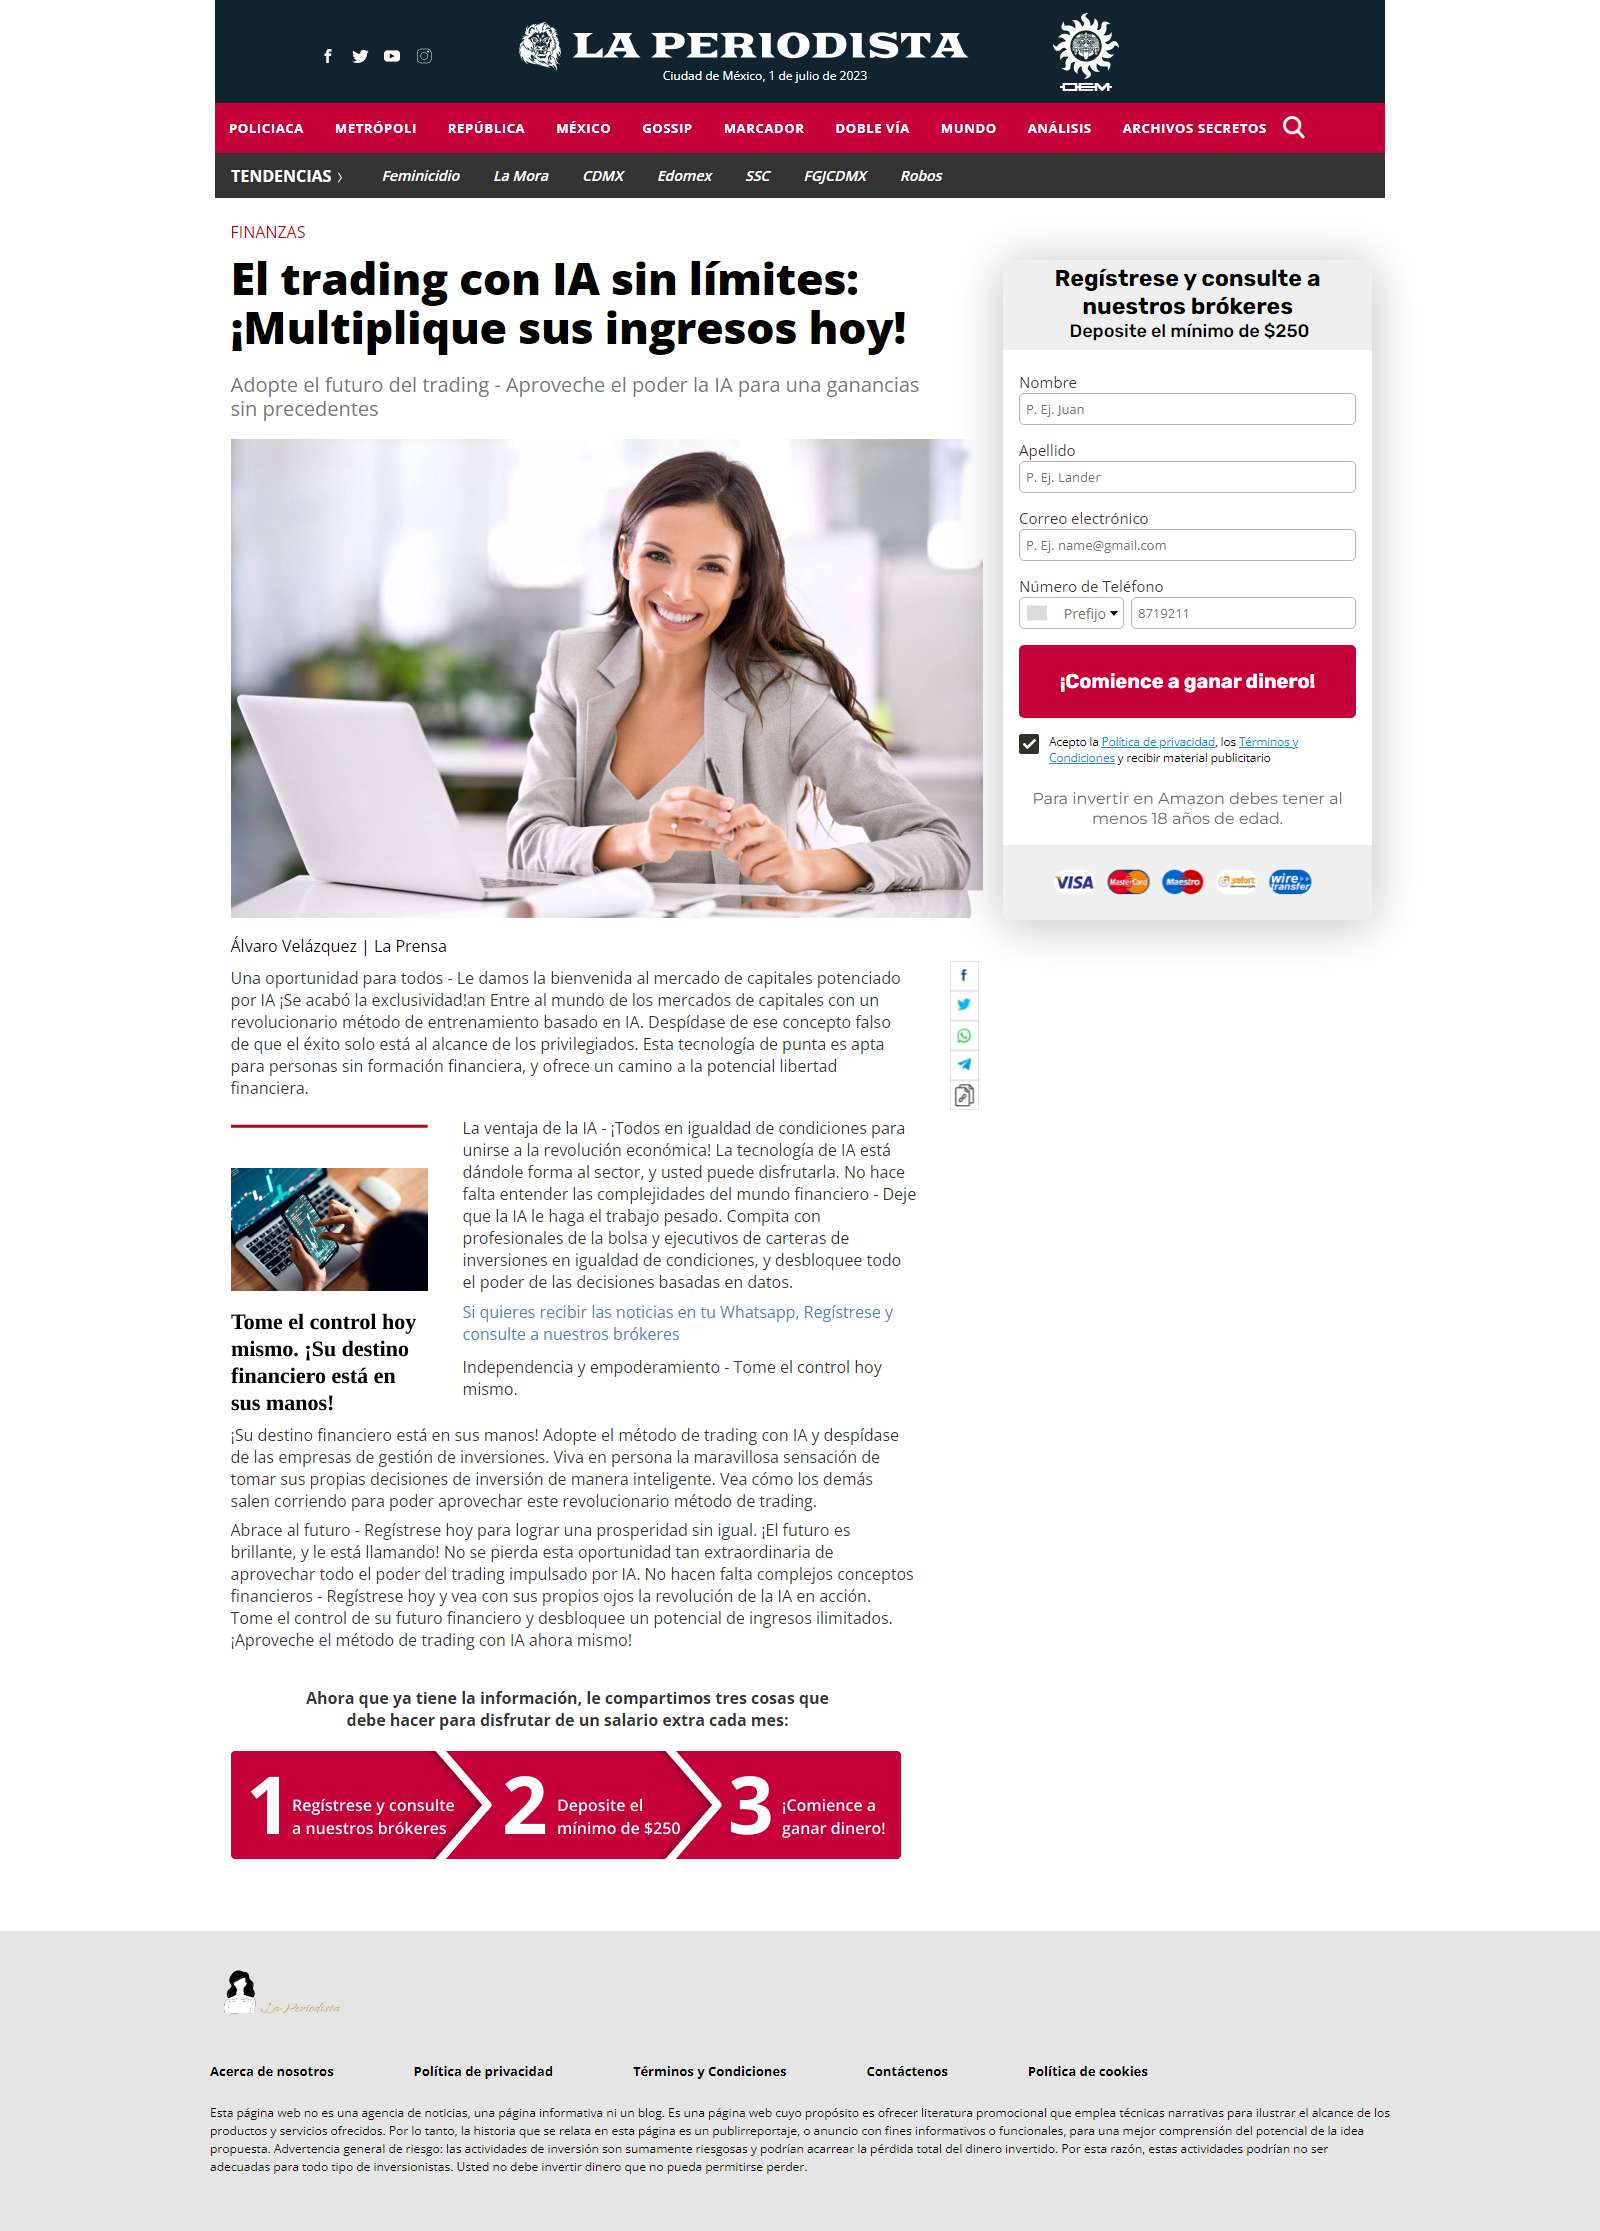 LA PERIODISTA
Ciudad de México, 1 de julio de 2023
OEM
POLICIACA METRÓPOLI REPÚBLICA MÉXICO GOSSIP MARCADOR DOBLE VÍA MUNDO ANÁLISIS ARCHIVOS SECRETOS
TENDENCIAS Feminicidio La Mora CDMX Edomex SSC FGJCDMX Robos
FINANZAS
El trading con IA sin límites:
¡Multiplique sus ingresos hoy!
Adopte el futuro del trading - Aproveche el poder la IA para una ganancias
sin precedentes
Álvaro Velázquez | La Prensa
Una oportunidad para todos - Le damos la bienvenida al mercado de capitales potenciado
por IA ¡Se acabó la exclusividad!an Entre al mundo de los mercados de capitales con un
revolucionario método de entrenamiento basado en IA. Despídase de ese concepto falso
de que el éxito solo está al alcance de los privilegiados. Esta tecnología de punta es apta
para personas sin formación financiera, y ofrece un camino a la potencial libertad
financiera.
Tome el control hoy
mismo. ¡Su destino
financiero está en
sus manos!
La ventaja de la IA - ¡Todos en igualdad de condiciones para
unirse a la revolución económica! La tecnología de IA está
dándole forma al sector, y usted puede disfrutarla. No hace
falta entender las complejidades del mundo financiero - Deje
que la IA le haga el trabajo pesado. Compita con
profesionales de la bolsa y ejecutivos de carteras de
inversiones en igualdad de condiciones, y desbloquee todo
el poder de las decisiones basadas en datos.
Si quieres recibir las noticias en tu Whatsapp, Regístrese y
consulte a nuestros brókeres
Independencia y empoderamiento - Tome el control hoy
mismo.
¡Su destino financiero está en sus manos! Adopte el método de trading con IA y despídase
de las empresas de gestión de inversiones. Viva en persona la maravillosa sensación de
tomar sus propias decisiones de inversión de manera inteligente. Vea cómo los demás
salen corriendo para poder aprovechar este revolucionario método de trading.
Abrace al futuro - Regístrese hoy para lograr una prosperidad sin igual. ¡El futuro es
brillante, y le está llamando! No se pierda esta oportunidad tan extraordinaria de
aprovechar todo el poder del trading impulsado por IA. No hacen falta complejos conceptos
financieros - Regístrese hoy y vea con sus propios ojos la revolución de la IA en acción.
Tome el control de su futuro financiero y desbloquee un potencial de ingresos ilimitados.
¡Aproveche el método de trading con IA ahora mismo!
Ahora que ya tiene la información, le compartimos tres cosas que
debe hacer para disfrutar de un salario extra cada mes:
1 Regístrese y consulte
a nuestros brókeres
2 Deposite el
mínimo de $250
3 ¡Comience a
ganar dinero!
Regístrese y consulte a
nuestros brókeres
Deposite el mínimo de $250
Nombre
P. Ej. Juan
Apellido
P. Ej. Lander
Correo electrónico
P. Ej. name@gmail.com
Número de Teléfono
Prefijo 8719211
¡Comience a ganar dinero!
Acepto la Política de privacidad, los Términos y
Condiciones y recibir material publicitario
Para invertir en Amazon debes tener al
menos 18 años de edad.
VISA MasterCard Maestro sofort wire transfer
La Periodista
Acerca de nosotros Política de privacidad Términos y Condiciones Contáctenos Política de cookies
Esta página web no es una agencia de noticias, una página informativa ni un blog. Es una página web cuyo propósito es ofrecer literatura promocional que emplea técnicas narrativas para ilustrar el alcance de los
productos y servicios ofrecidos. Por lo tanto, la historia que se relata en esta página es un publirreportaje, o anuncio con fines informativos o funcionales, para una mejor comprensión del potencial de la idea
propuesta. Advertencia general de riesgo: las actividades de inversión son sumamente riesgosas y podrían acarrear la pérdida total del dinero invertido. Por esta razón, estas actividades podrían no ser
adecuadas para todo tipo de inversionistas. Usted no debe invertir dinero que no pueda permitirse perder.